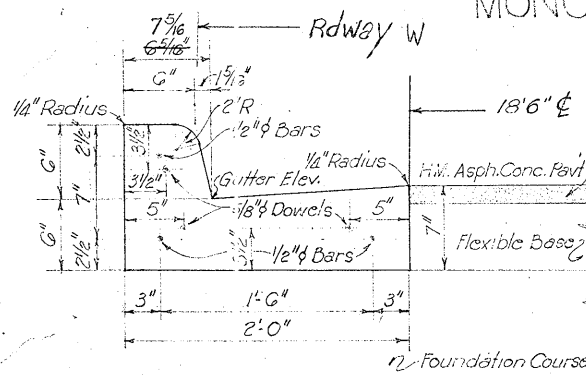 MONO
7 5/16
6 5/16"
Rdway W
6"
1 5/16"
1/4" Radius
2"R
18'6" ℄
1/2"ϕ Bars
6"
2 1/2"
3 1/2"
1/4" Radius
H.M. Asph. Conc. Pav't
3 1/2"
Gutter Elev.
7"
5"
5/8"ϕ Dowels
5"
7"
6"
2 1/2"
3 1/2"
1/2"ϕ Bars
Flexible Base
3"
1'-6"
3"
2'-0"
Foundation Course